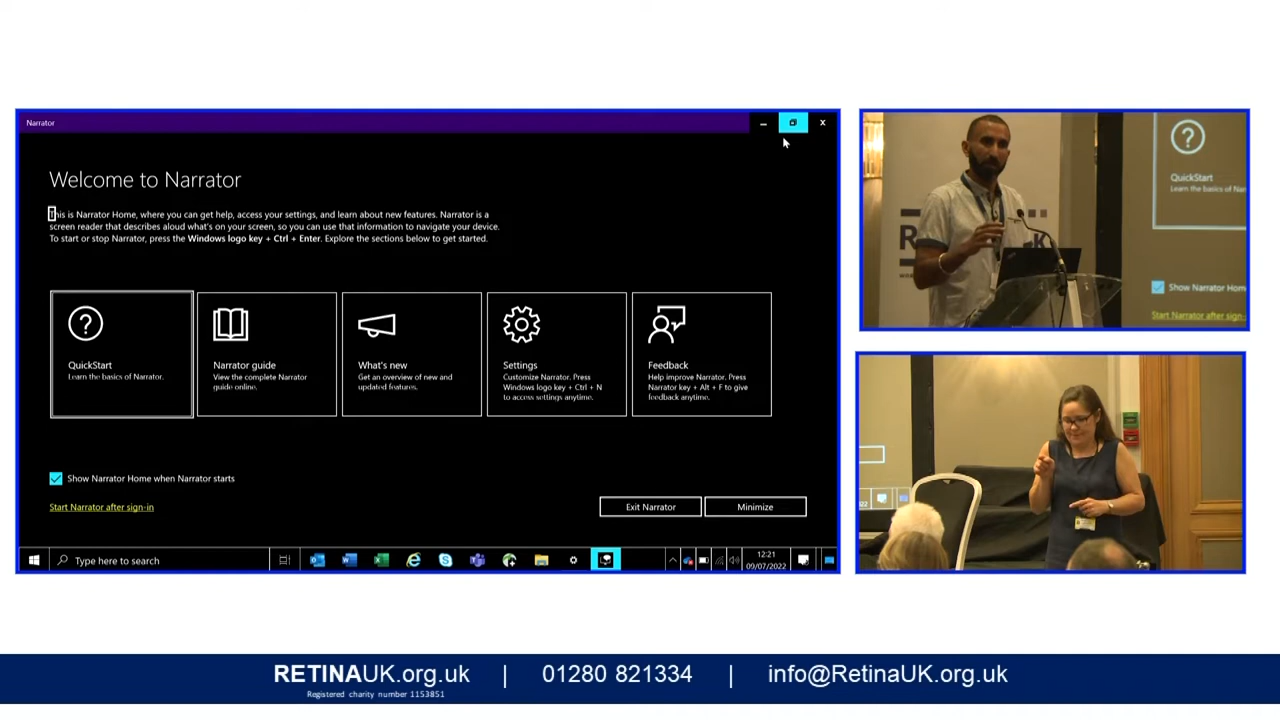 Narrator
Welcome to Narrator
This is Narrator Home, where you can get help, access your settings, and learn about new features. Narrator is a
screen reader that describes aloud what's on your screen, so you can use that information to navigate your device.
To start or stop Narrator, press the Windows logo key + Ctrl + Enter. Explore the sections below to get started.
QuickStart
Learn the basics of Narrator.
Narrator guide
View the complete Narrator
guide online.
What's new
Get an overview of new and
updated features.
Settings
Customize Narrator. Press
Windows logo key + Ctrl + N
to access settings anytime.
Feedback
Help improve Narrator. Press
Narrator key + Alt + F to give
feedback anytime.
Show Narrator Home when Narrator starts
Start Narrator after sign-in
Exit Narrator
Minimize
Type here to search
12:21
09/07/2022
QuickStart
Learn the basics of Nar
Show Narrator Hom
Start Narrator after sign-
RETINAUK.org.uk | 01280 821334 | info@RetinaUK.org.uk
Registered charity number 1153851